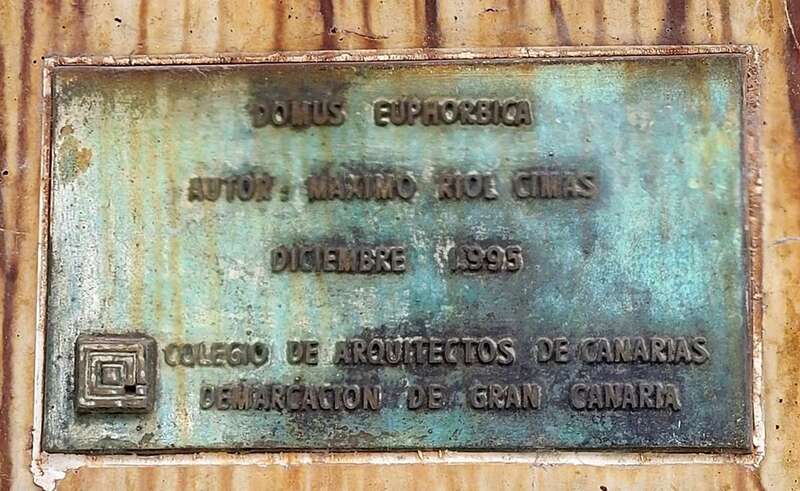 DOMUS EUPHORBICA
AUTOR: MAXIMO RIOL CIMAS
DICIEMBRE 1995
COLEGIO DE ARQUITECTOS DE CANARIAS
DEMARCACION DE GRAN CANARIA